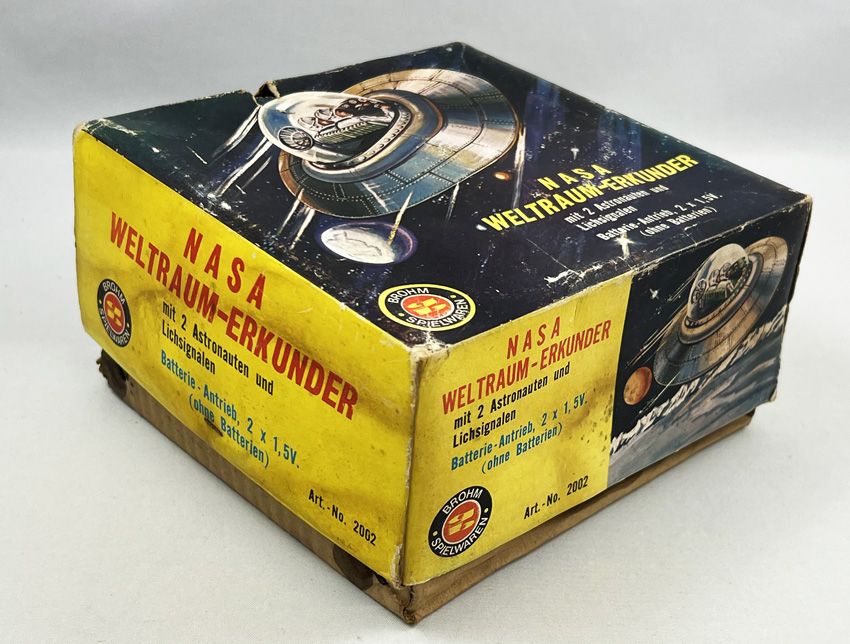 NASA
WELTRAUM-ERKUNDER
mit 2 Astronauten und
Lichsignalen
Batterie-Antrieb, 2 x 1,5V.
(ohne Batterien)
BROHM
SPIELWAREN
NASA
WELTRAUM-ERKUNDER
mit 2 Astronauten und
Lichsignalen
Batterie-Antrieb, 2 x 1,5V.
(ohne Batterien)
Art.-No. 2002
BROHM
SPIELWAREN
NASA
WELTRAUM-ERKUNDER
mit 2 Astronauten und
Lichsignalen
Batterie-Antrieb, 2 x 1,5V.
(ohne Batterien)
Art.-No. 2002
BROHM
SPIELWAREN